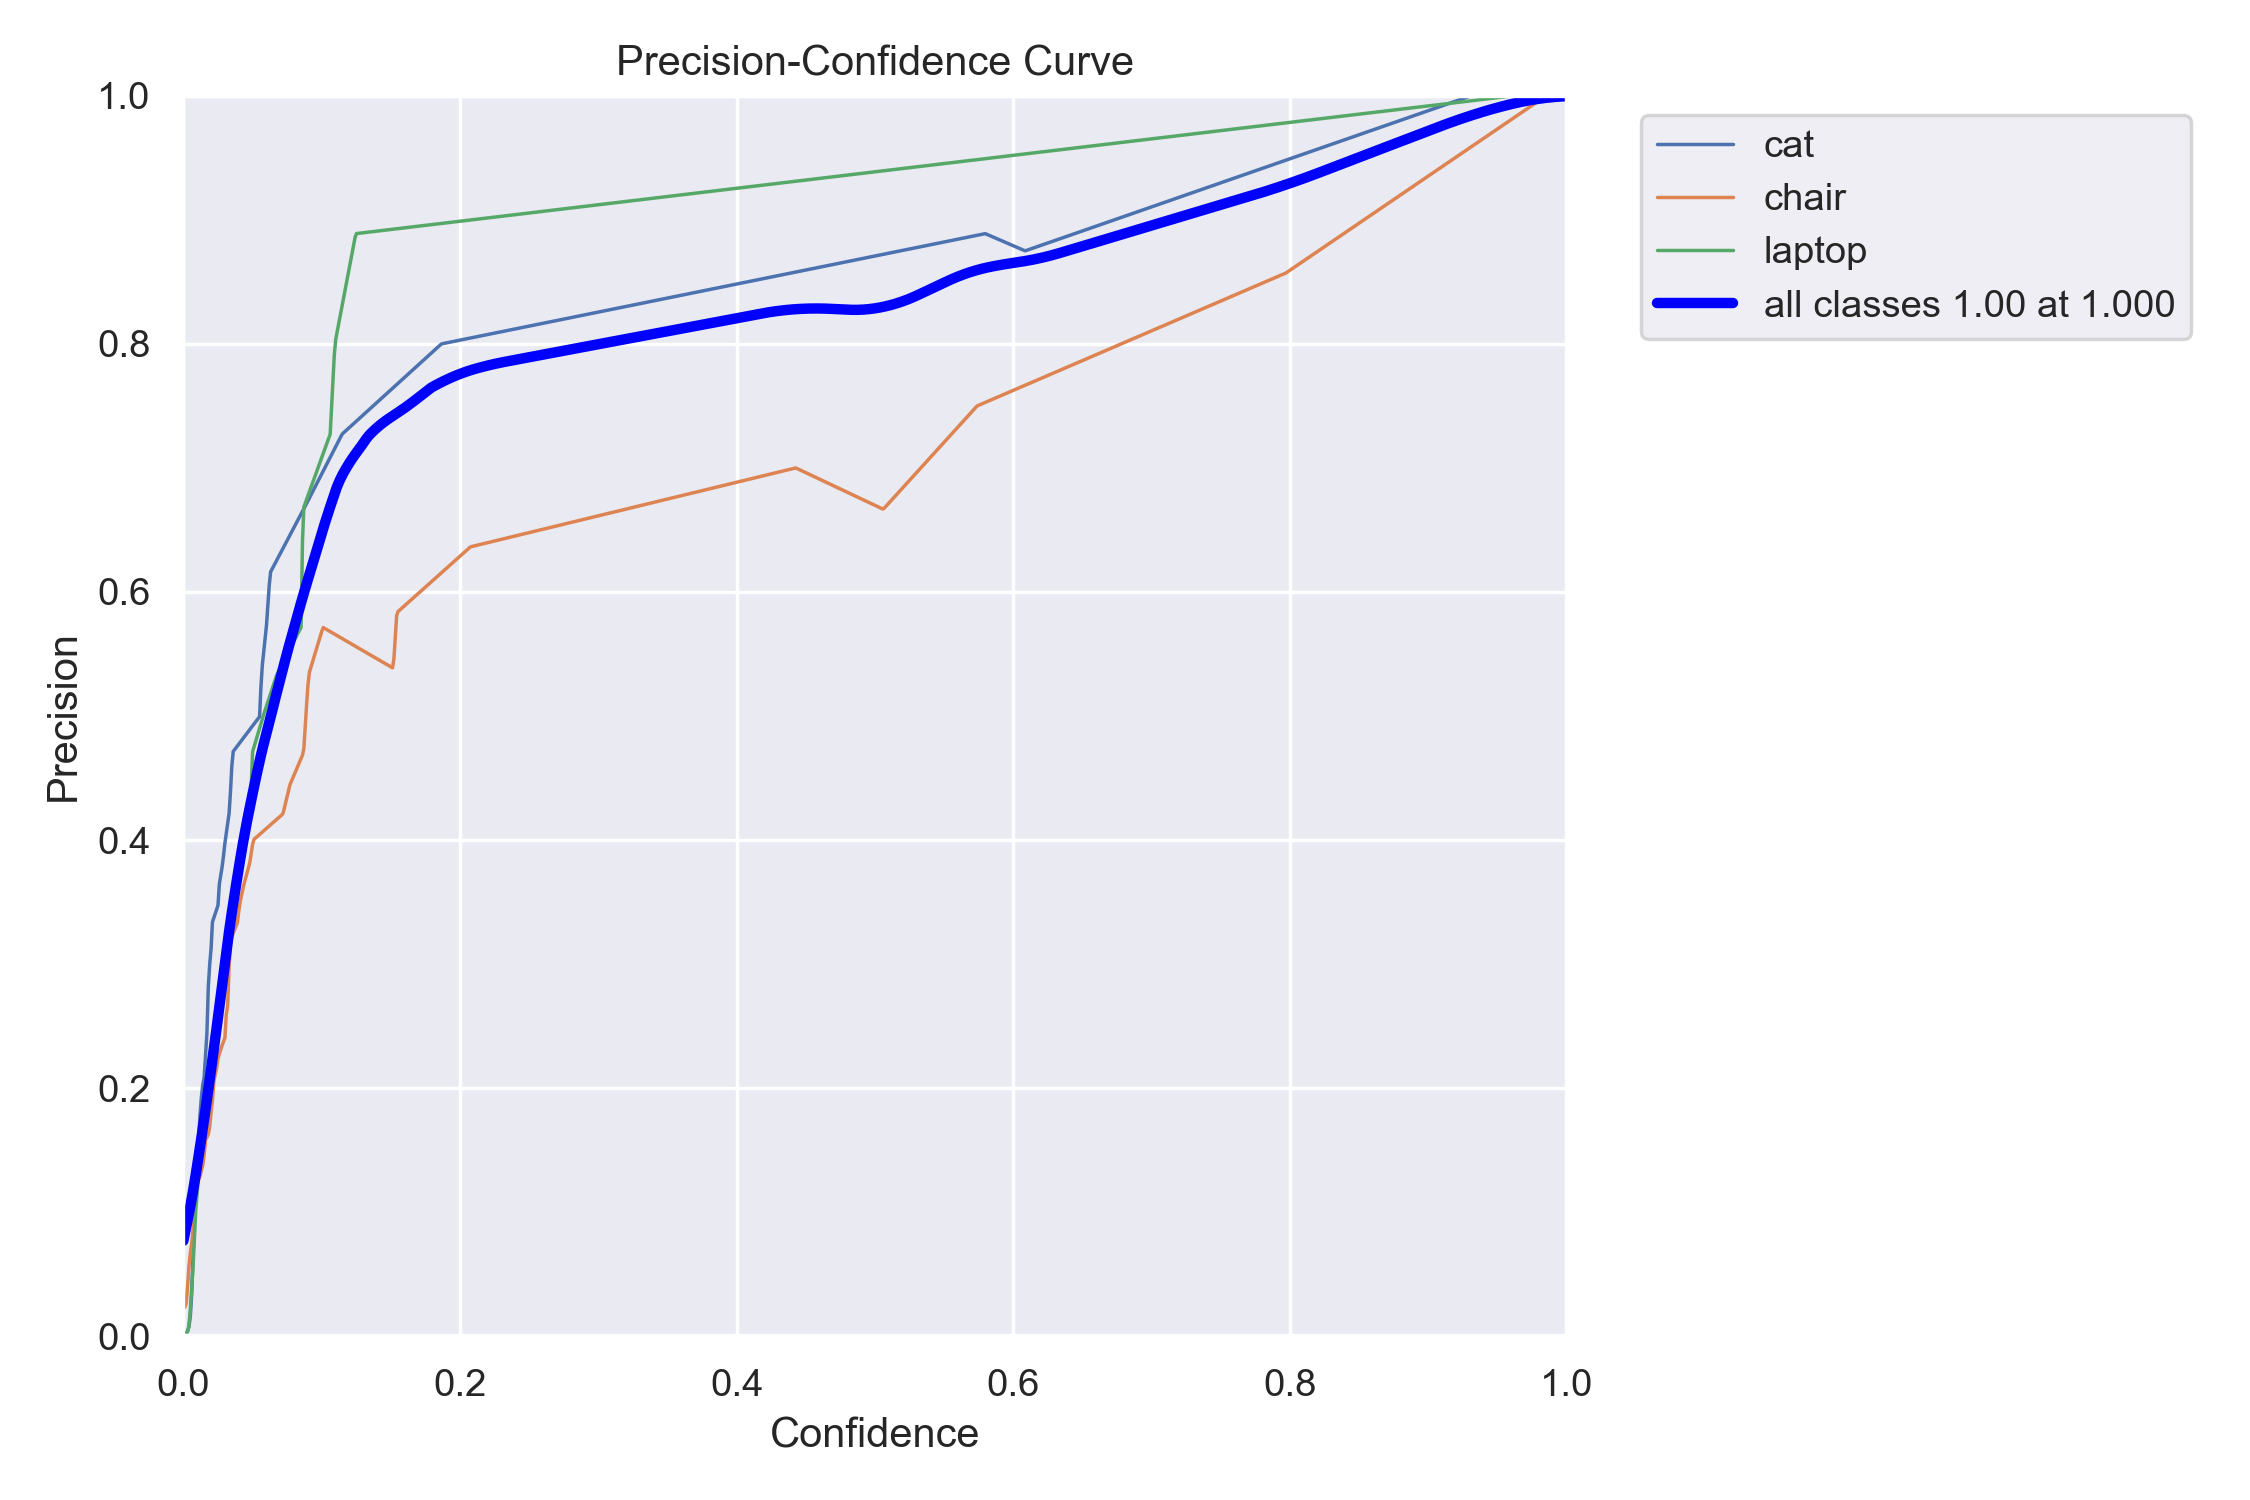 Precision-Confidence Curve
1.0
0.8
0.6
0.4
0.2
0.0
Precision
0.0 0.2 0.4 0.6 0.8 1.0
Confidence
cat
chair
laptop
all classes 1.00 at 1.000